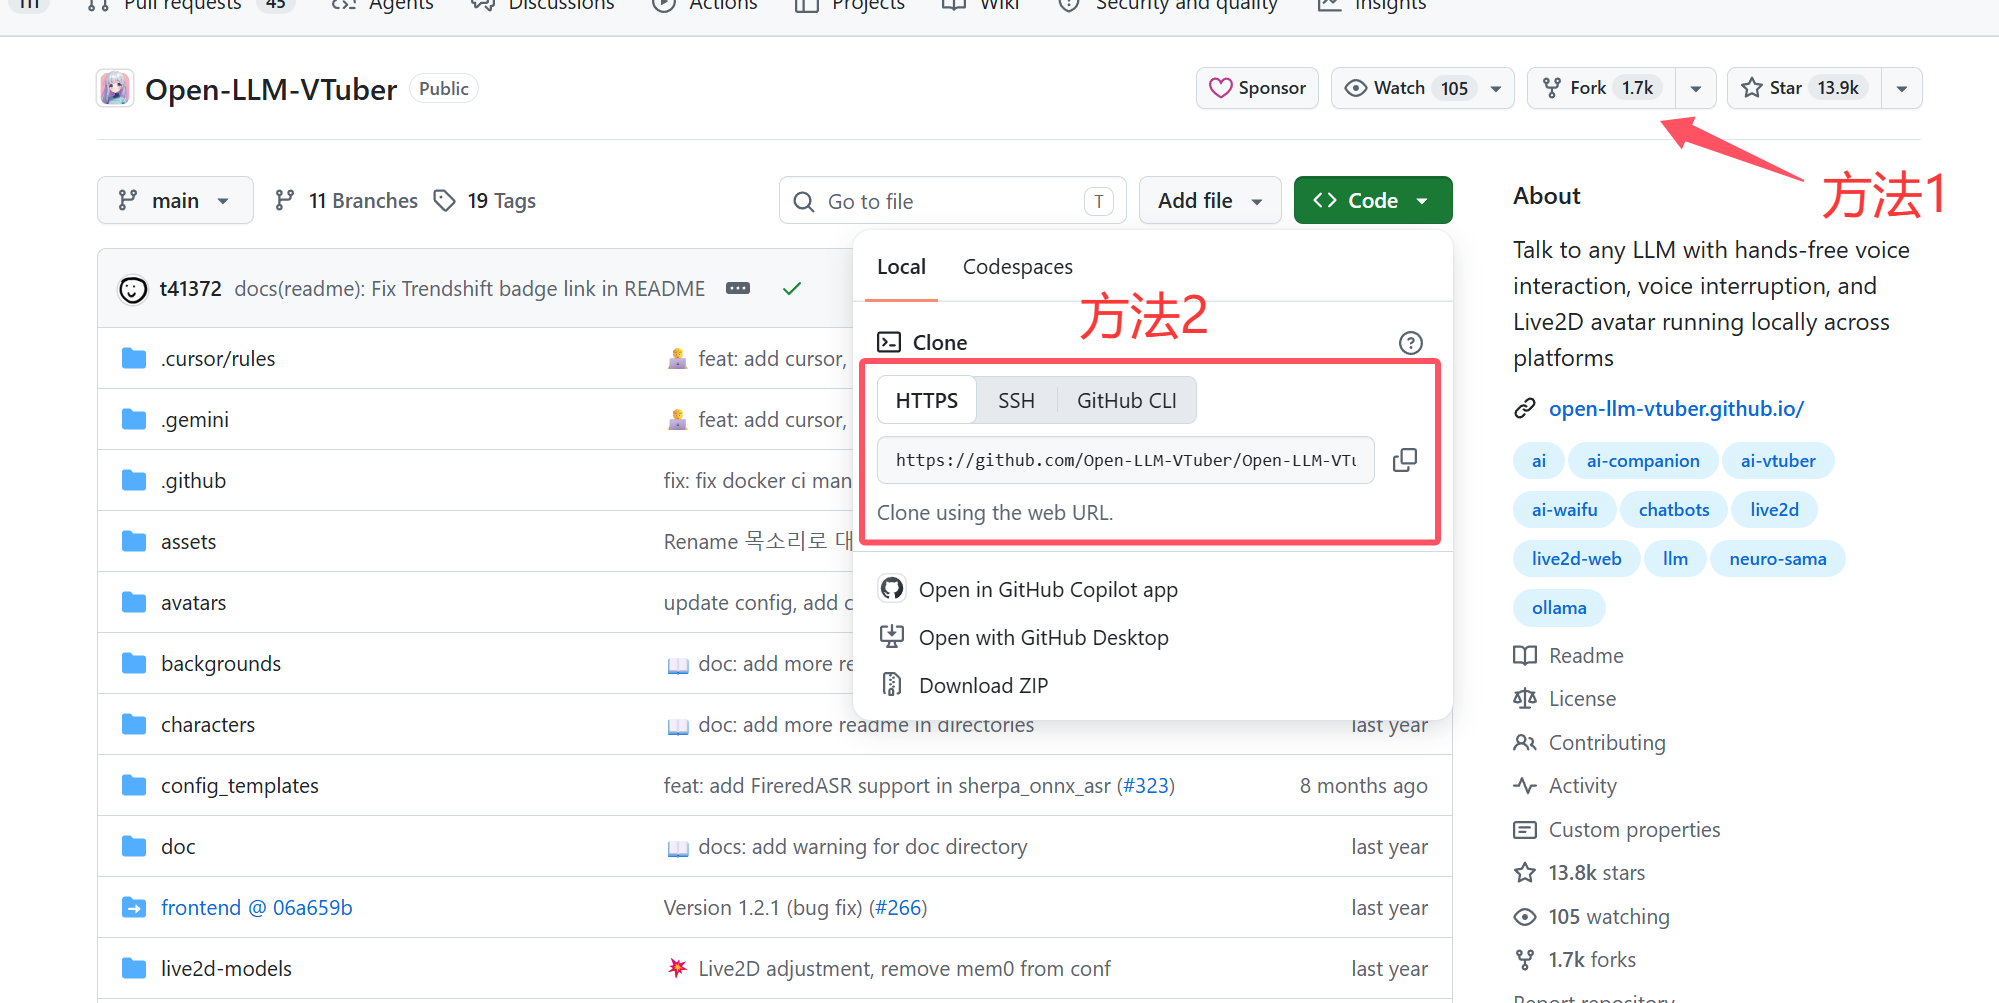 Pull requests 45 Agents Discussions Actions Projects Wiki Security and quality Insights
Open-LLM-VTuber Public
Sponsor Watch 105 Fork 1.7k Star 13.9k
方法1
main 11 Branches 19 Tags Go to file T Add file Code
t41372 docs(readme): Fix Trendshift badge link in README
Local Codespaces
方法2
Clone
HTTPS SSH GitHub CLI
https://github.com/Open-LLM-VTuber/Open-LLM-VTu
Clone using the web URL.
Open in GitHub Copilot app
Open with GitHub Desktop
Download ZIP
.cursor/rules feat: add cursor,
.gemini feat: add cursor,
.github fix: fix docker ci man
assets Rename 목소리로 대
avatars update config, add c
backgrounds doc: add more re
characters doc: add more readme in directories last year
config_templates feat: add FireredASR support in sherpa_onnx_asr (#323) 8 months ago
doc docs: add warning for doc directory last year
frontend @ 06a659b Version 1.2.1 (bug fix) (#266) last year
live2d-models Live2D adjustment, remove mem0 from conf last year
About
Talk to any LLM with hands-free voice
interaction, voice interruption, and
Live2D avatar running locally across
platforms
open-llm-vtuber.github.io/
ai ai-companion ai-vtuber
ai-waifu chatbots live2d
live2d-web llm neuro-sama
ollama
Readme
License
Contributing
Activity
Custom properties
13.8k stars
105 watching
1.7k forks
Report repository